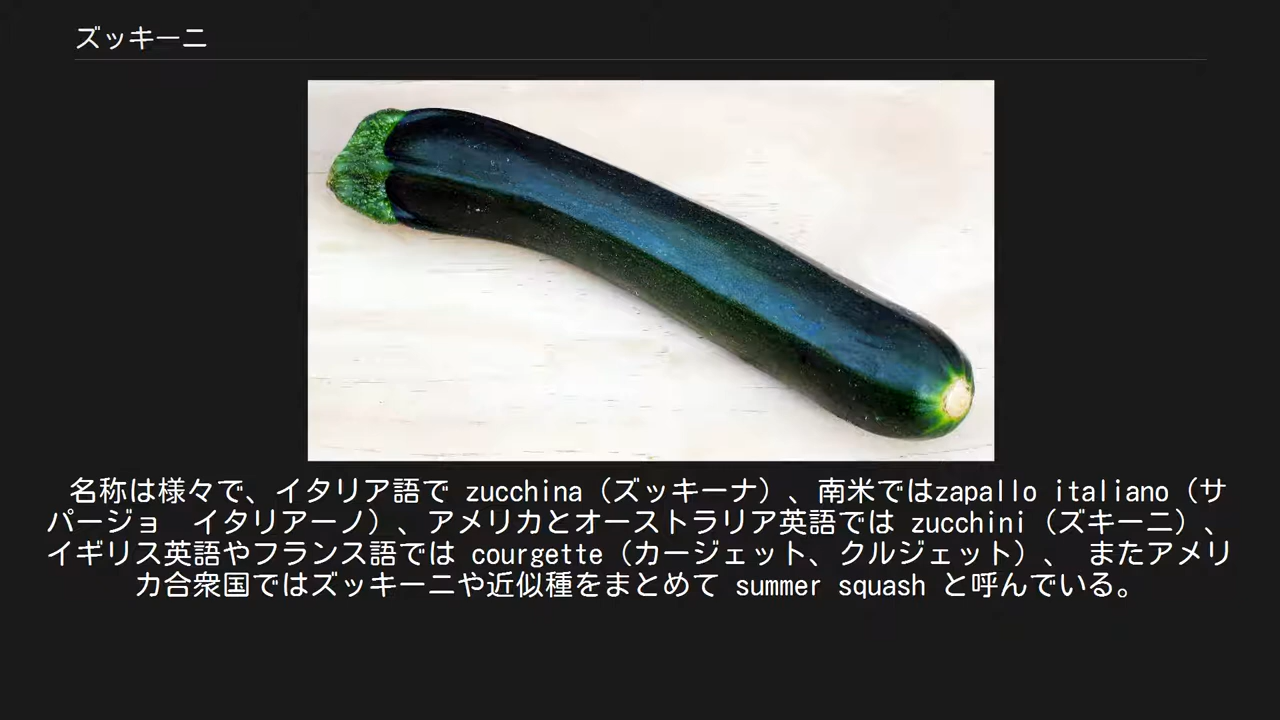 ズッキーニ
名称は様々で、イタリア語で zucchina（ズッキーナ）、南米ではzapallo italiano（サ
パージョ　イタリアーノ）、アメリカとオーストラリア英語では zucchini（ズキーニ）、
イギリス英語やフランス語では courgette（カージェット、クルジェット）、 またアメリ
カ合衆国ではズッキーニや近似種をまとめて summer squash と呼んでいる。